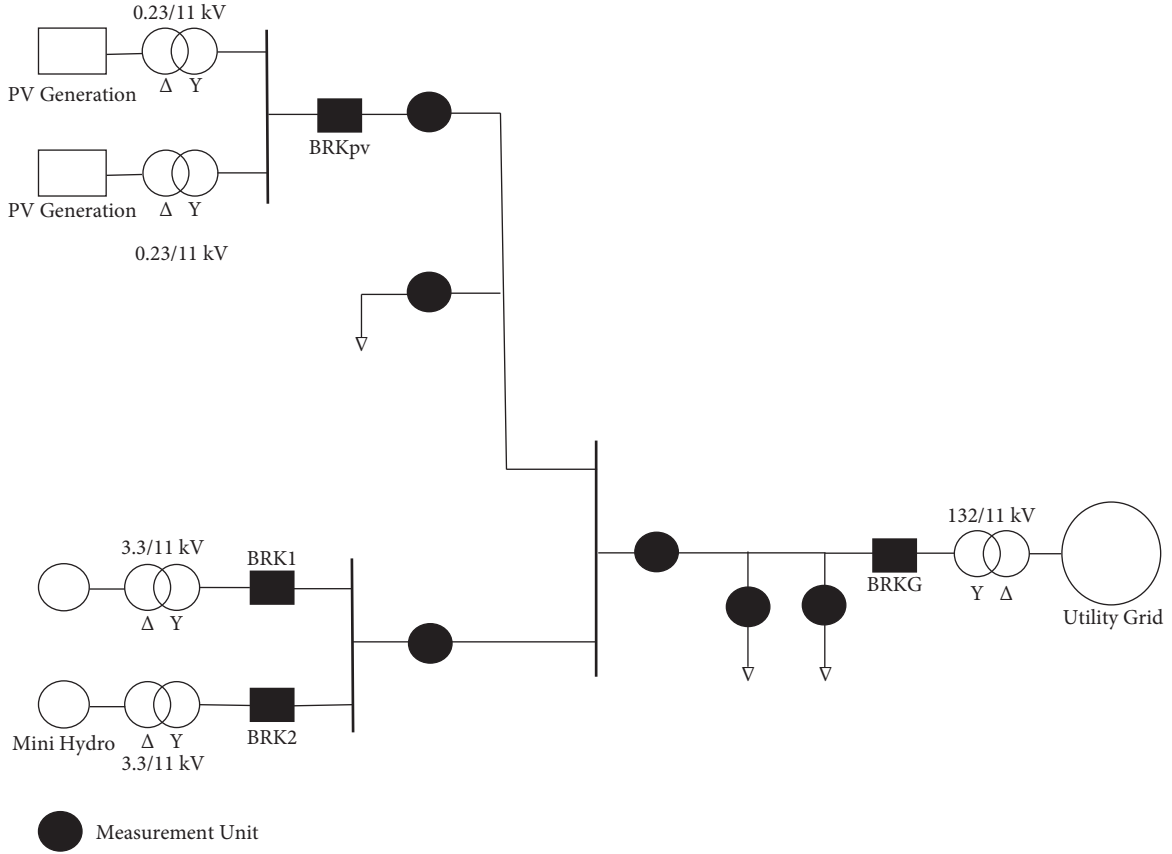 0.23/11 kV
Δ Y
PV Generation
BRKpv
Δ Y
PV Generation
0.23/11 kV
3.3/11 kV
BRK1
Δ Y
Δ Y
Mini Hydro
BRK2
3.3/11 kV
132/11 kV
BRKG
Y Δ
Utility Grid
Measurement Unit